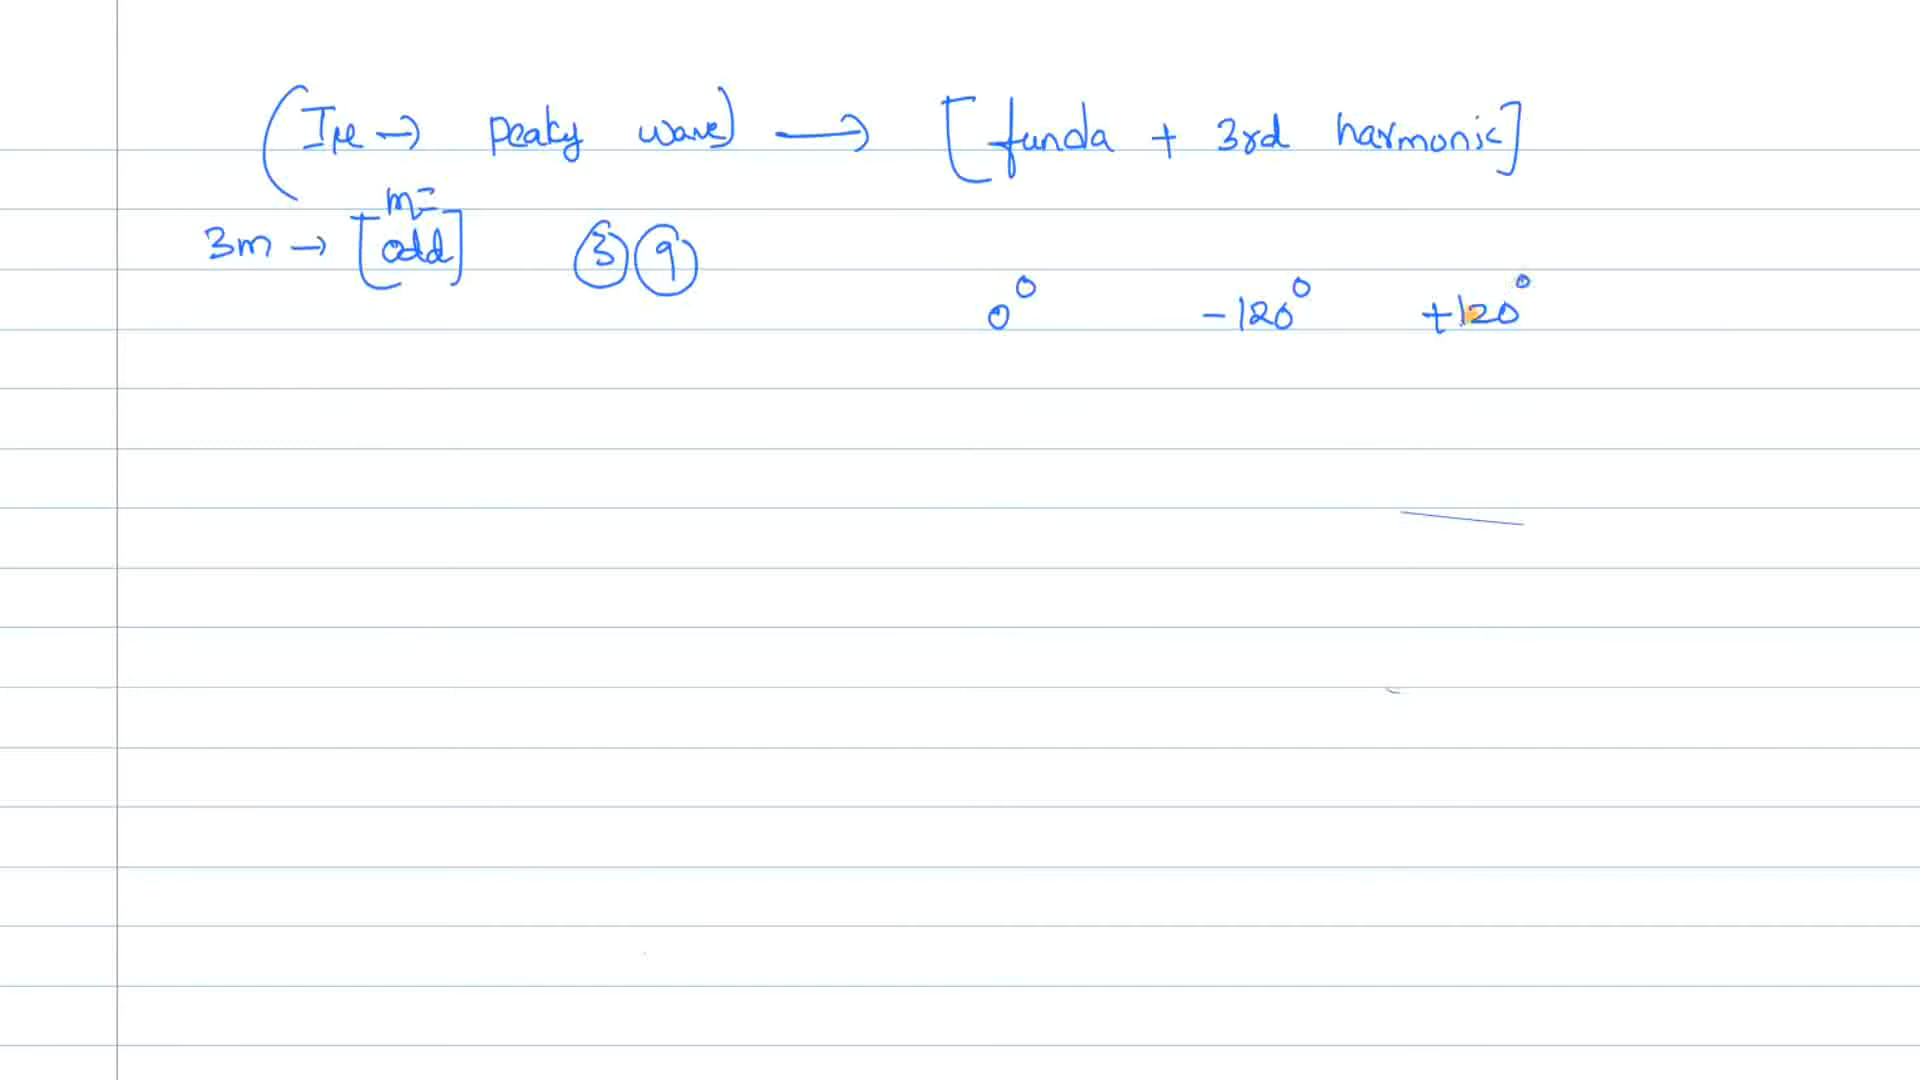 (Iμ → peaky wave) → [funda + 3rd harmonic]
m=
3m → [odd] 3 9
0° -120° +120°